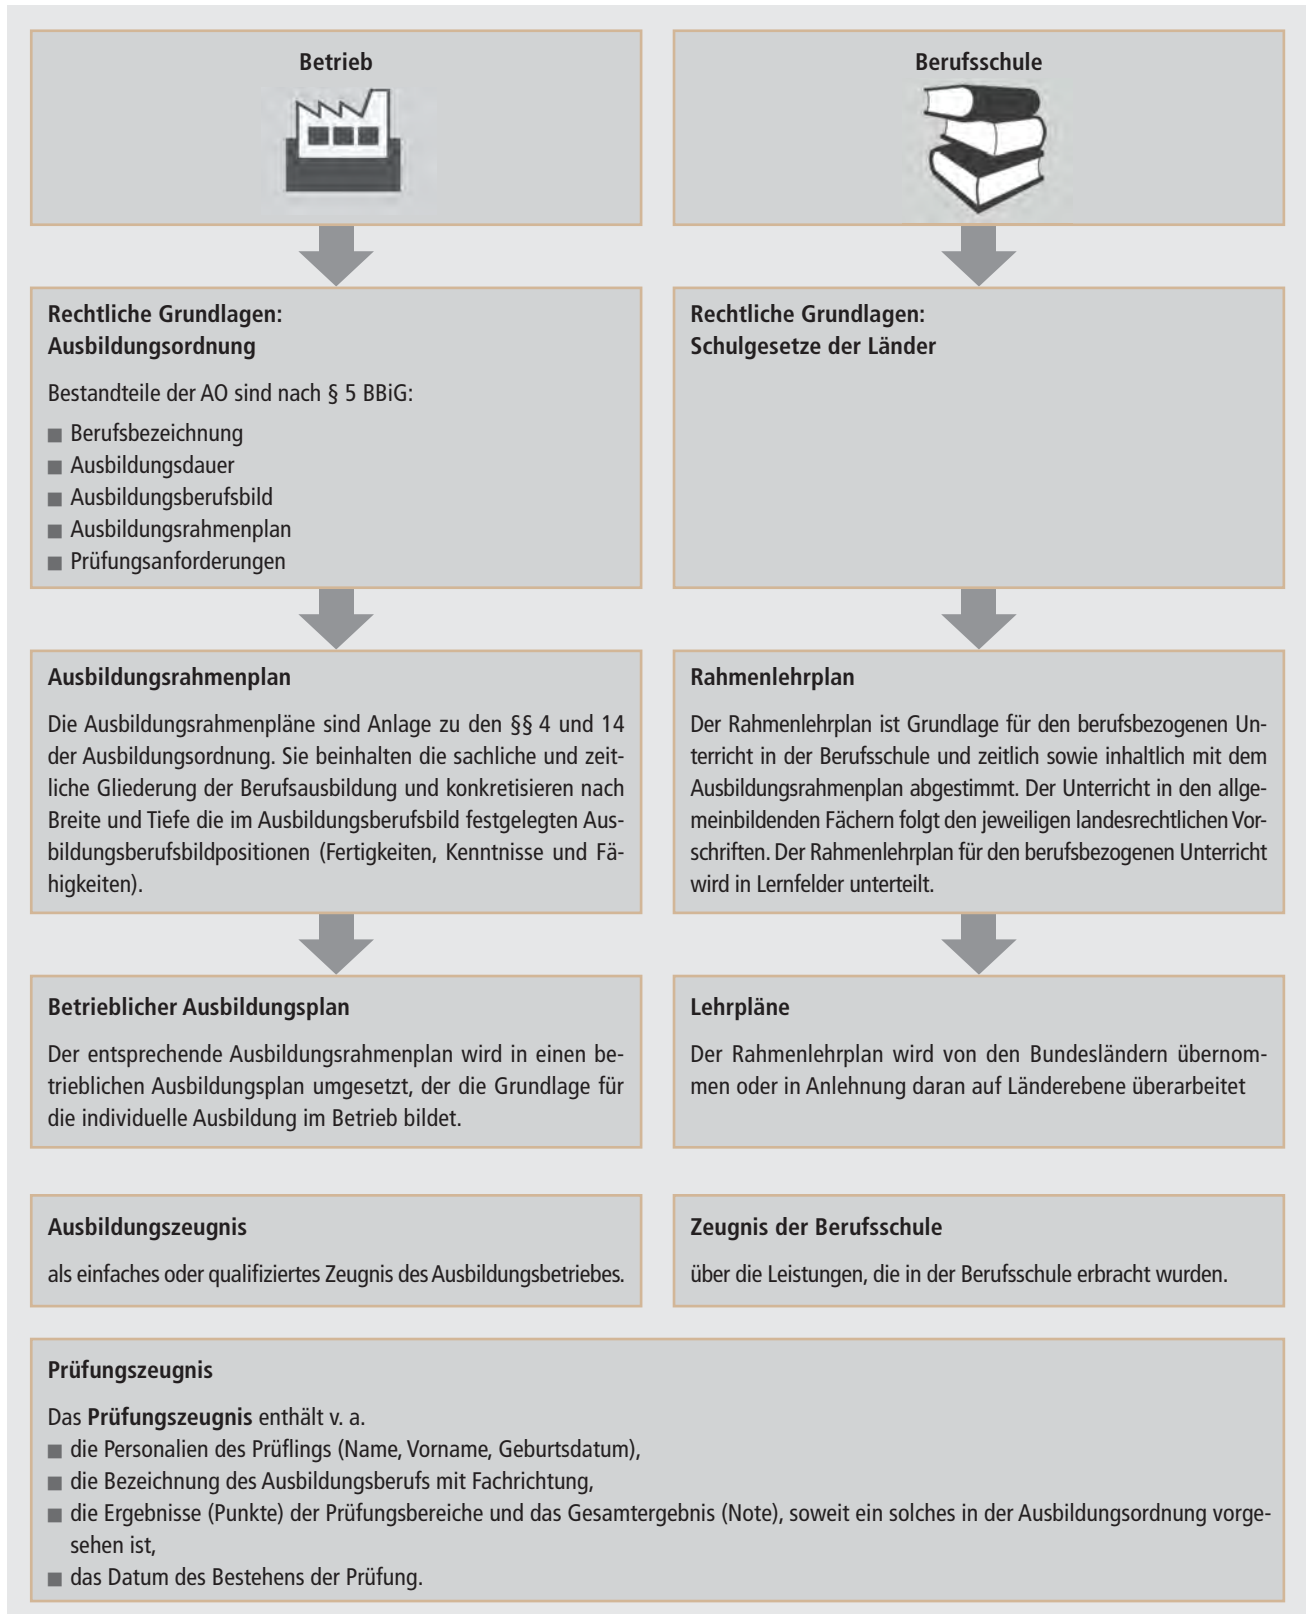 Betrieb
Berufsschule
Rechtliche Grundlagen:
Ausbildungsordnung
Bestandteile der AO sind nach § 5 BBiG:
■ Berufsbezeichnung
■ Ausbildungsdauer
■ Ausbildungsberufsbild
■ Ausbildungsrahmenplan
■ Prüfungsanforderungen
Rechtliche Grundlagen:
Schulgesetze der Länder
Ausbildungsrahmenplan
Die Ausbildungsrahmenpläne sind Anlage zu den §§ 4 und 14
der Ausbildungsordnung. Sie beinhalten die sachliche und zeit-
liche Gliederung der Berufsausbildung und konkretisieren nach
Breite und Tiefe die im Ausbildungsberufsbild festgelegten Aus-
bildungsberufsbildpositionen (Fertigkeiten, Kenntnisse und Fä-
higkeiten).
Rahmenlehrplan
Der Rahmenlehrplan ist Grundlage für den berufsbezogenen Un-
terricht in der Berufsschule und zeitlich sowie inhaltlich mit dem
Ausbildungsrahmenplan abgestimmt. Der Unterricht in den allge-
meinbildenden Fächern folgt den jeweiligen landesrechtlichen Vor-
schriften. Der Rahmenlehrplan für den berufsbezogenen Unterricht
wird in Lernfelder unterteilt.
Betrieblicher Ausbildungsplan
Der entsprechende Ausbildungsrahmenplan wird in einen be-
trieblichen Ausbildungsplan umgesetzt, der die Grundlage für
die individuelle Ausbildung im Betrieb bildet.
Lehrpläne
Der Rahmenlehrplan wird von den Bundesländern übernom-
men oder in Anlehnung daran auf Länderebene überarbeitet
Ausbildungszeugnis
als einfaches oder qualifiziertes Zeugnis des Ausbildungsbetriebes.
Zeugnis der Berufsschule
über die Leistungen, die in der Berufsschule erbracht wurden.
Prüfungszeugnis
Das Prüfungszeugnis enthält v. a.
■ die Personalien des Prüflings (Name, Vorname, Geburtsdatum),
■ die Bezeichnung des Ausbildungsberufs mit Fachrichtung,
■ die Ergebnisse (Punkte) der Prüfungsbereiche und das Gesamtergebnis (Note), soweit ein solches in der Ausbildungsordnung vorge-
sehen ist,
■ das Datum des Bestehens der Prüfung.